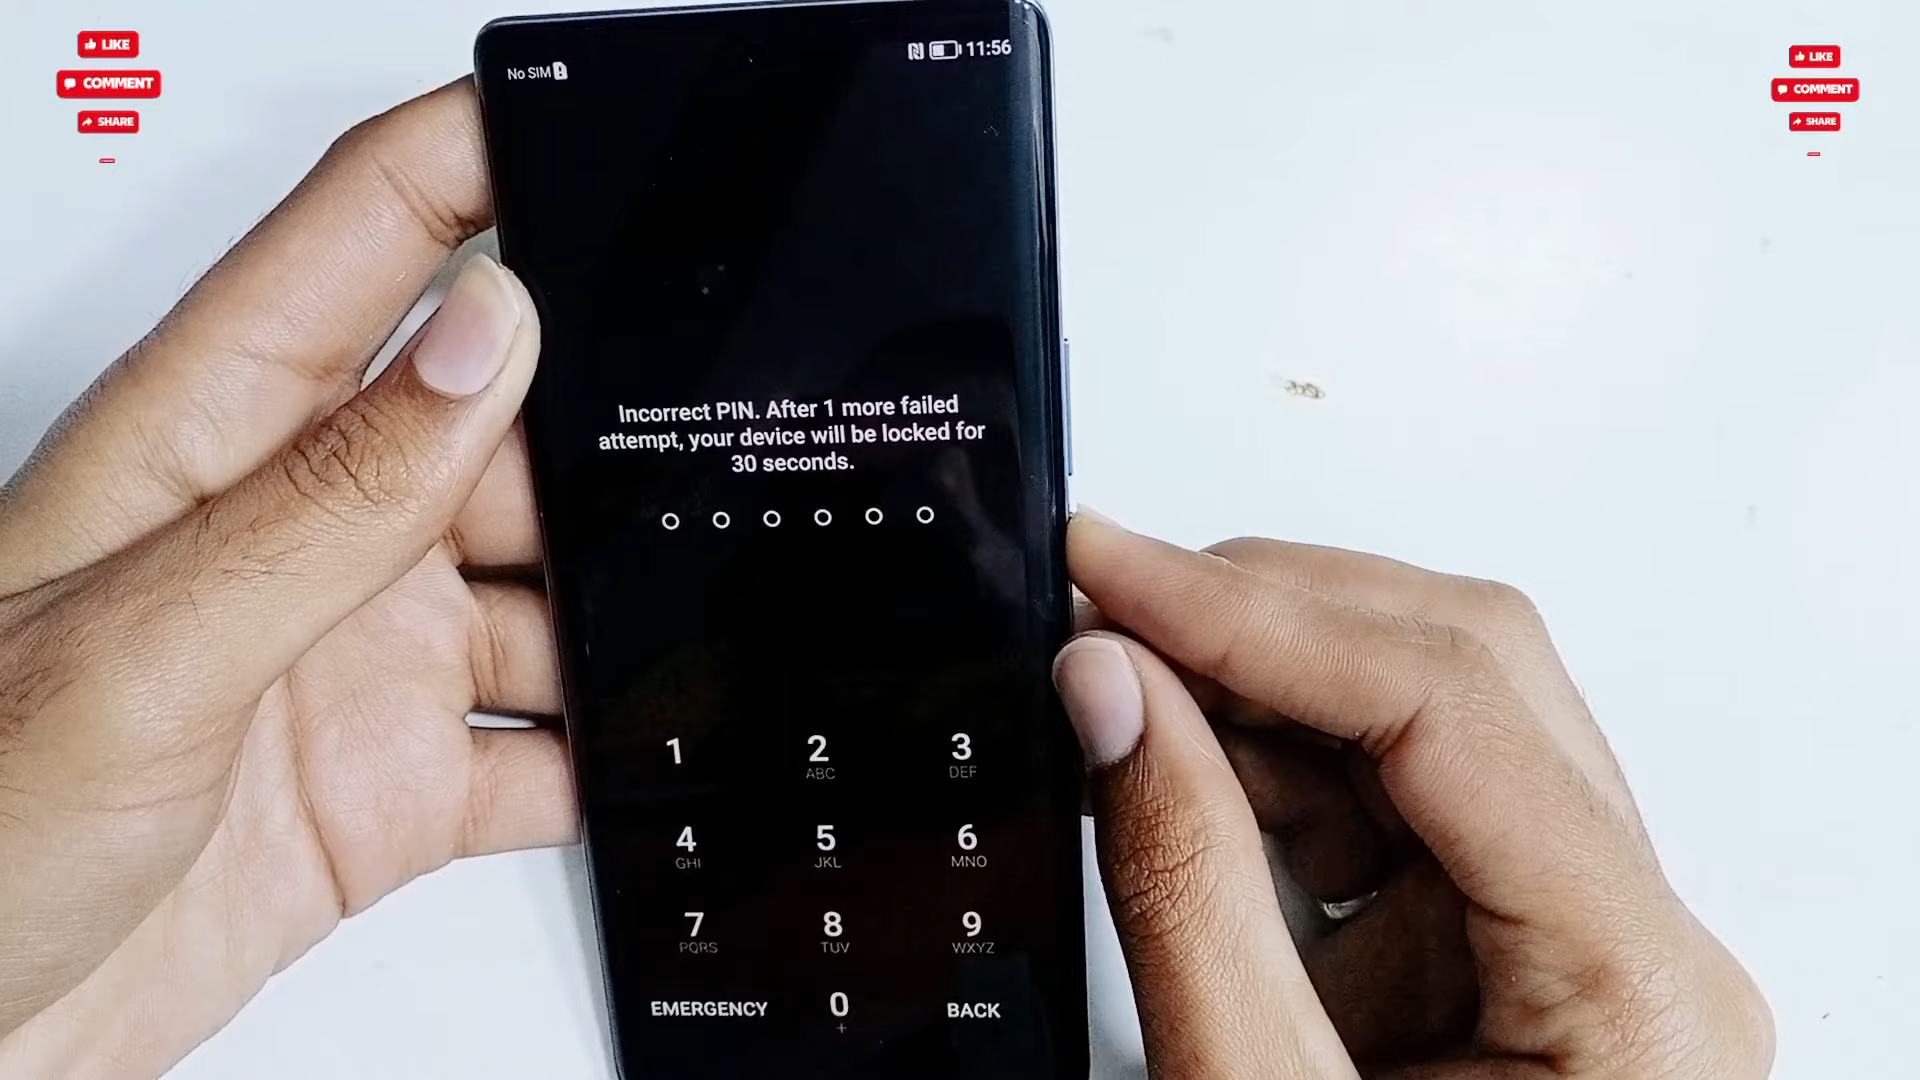 LIKE
COMMENT
SHARE
LIKE
COMMENT
SHARE
No SIM
11:56
Incorrect PIN. After 1 more failed
attempt, your device will be locked for
30 seconds.
1
2
ABC
3
DEF
4
GHI
5
JKL
6
MNO
7
PQRS
8
TUV
9
WXYZ
EMERGENCY
0
+
BACK